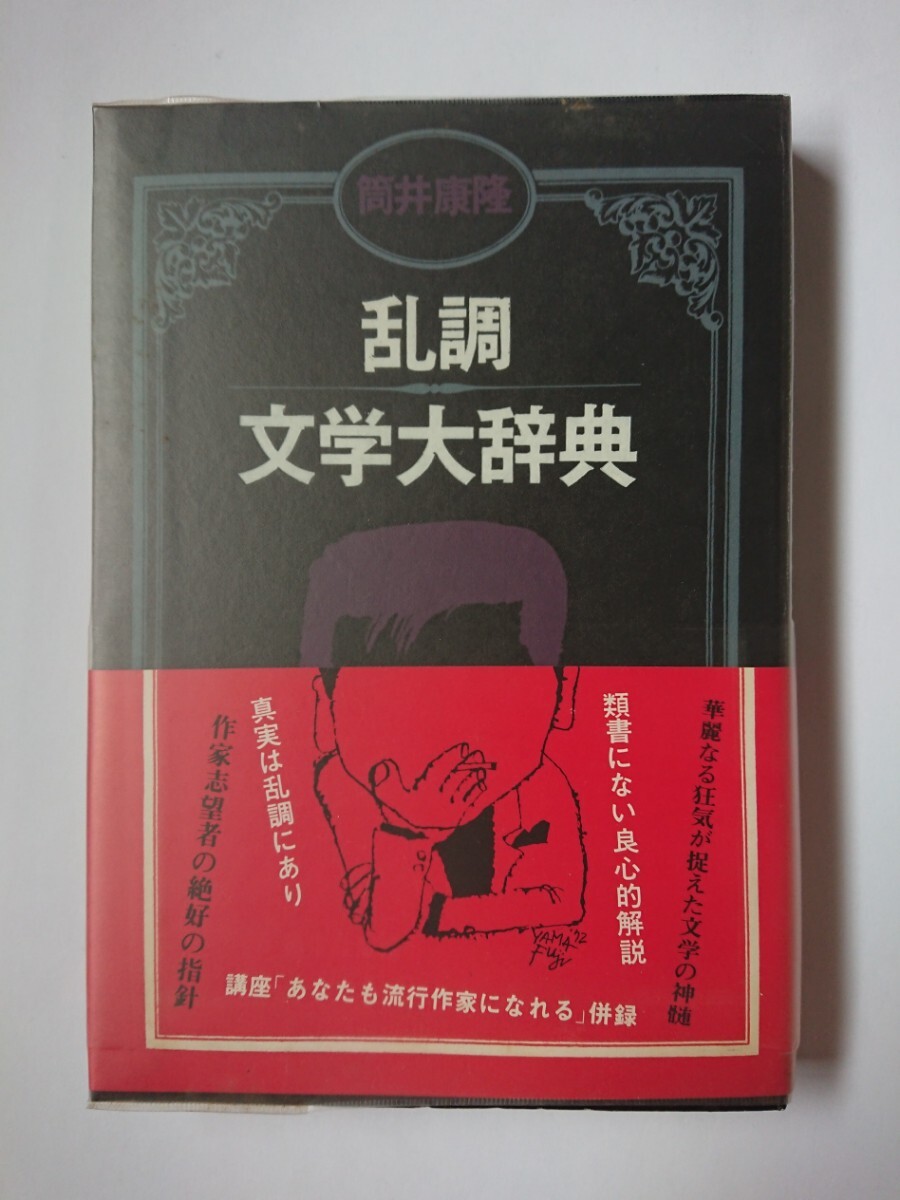 筒井康隆
乱調
文学大辞典
華麗なる狂気が捉えた文学の神髄
類書にない良心的解説
真実は乱調にあり
作家志望者の絶好の指針
YAMA '72
Fuji
講座「あなたも流行作家になれる」併録